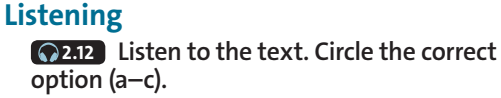 Listening
2.12 Listen to the text. Circle the correct
option (a–c).